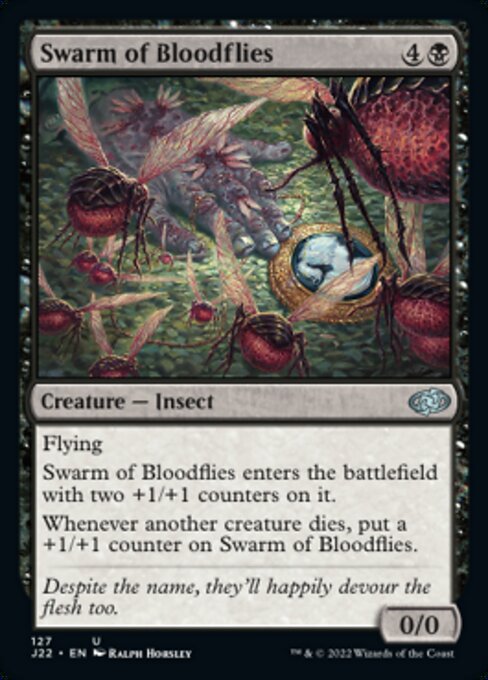 Swarm of Bloodflies 4
Creature — Insect
Flying
Swarm of Bloodflies enters the battlefield
with two +1/+1 counters on it.
Whenever another creature dies, put a
+1/+1 counter on Swarm of Bloodflies.
Despite the name, they'll happily devour the
flesh too.
0/0
127 U
J22 • EN Ralph Horsley ™ & © 2022 Wizards of the Coast